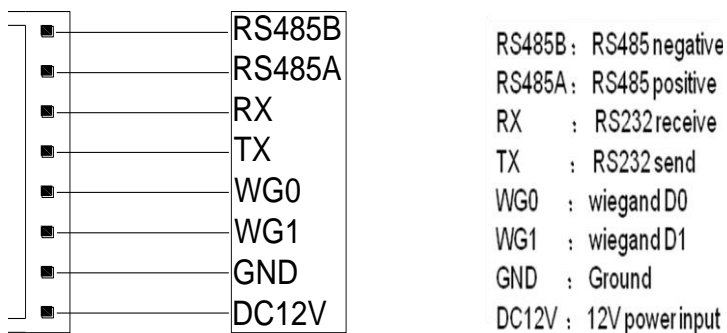 RS485B
RS485A
RX
TX
WG0
WG1
GND
DC12V
RS485B： RS485 negative
RS485A： RS485 positive
RX ： RS232 receive
TX ： RS232 send
WG0 ： wiegand D0
WG1 ： wiegand D1
GND ： Ground
DC12V ： 12V power input